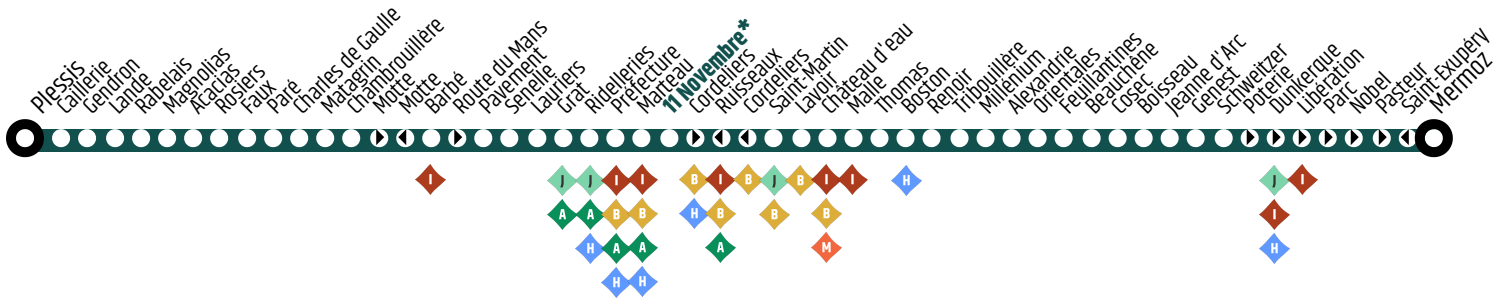 Plessis
Caillerie
Gendron
Lande
Rabelais
Magnolias
Acacias
Rosiers
Faux
Paré
Charles de Gaulle
Matagrin
Chambrouillère
Motte
Motte
Barbé
Route du Mans
Pavement
Senelle
Lauriers
Grat
Ridelleries
Préfecture
Marceau
11 Novembre*
Cordeliers
Ruisseaux
Cordeliers
Saint-Martin
Lavoir
Château d'eau
Malle
Thomas
Boston
Renoir
Tribouillère
Milénium
Alexandrie
Orientales
Feuillantines
Beauchêne
Cosec
Boisseau
Jeanne d'Arc
Genest
Schweitzer
Poterie
Dunkerque
Libération
Parc
Nobel
Pasteur
Saint-Exupéry
Mermoz
I J J I I B I B J B I I H J I
A A B B H B B B I
H A A A M H
H H